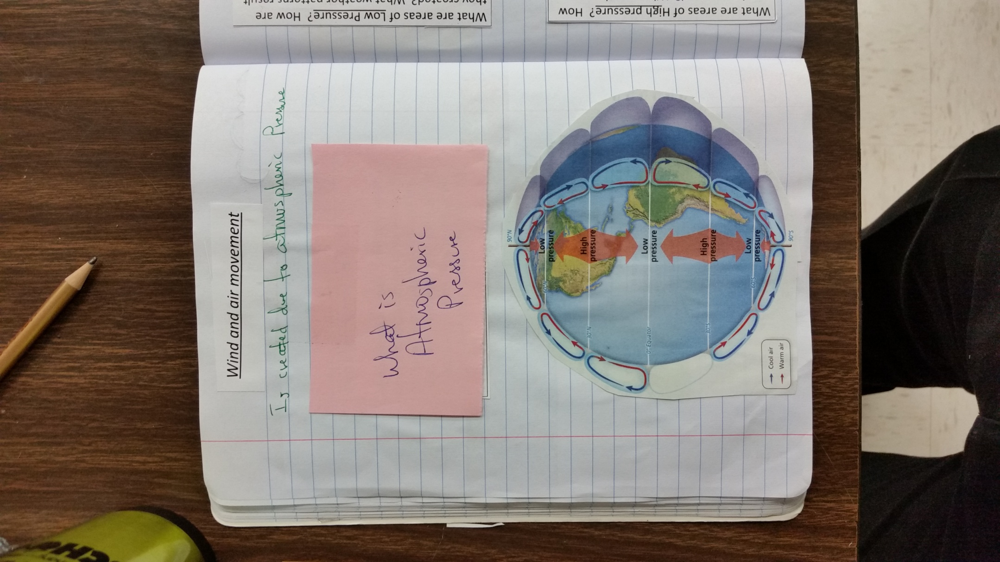 What are areas of Low Pressure? How are
they created? What weather patterns result
What are areas of High pressure? How
Wind and air movement
Is created due to atmospheric Pressure
What is
Atmospheric
Pressure
90°N
Low
pressure
60°N
High
pressure
30°N
Low
pressure
0° Equator
High
pressure
30°S
Low
pressure
60°S
90°S
Cool air
Warm air